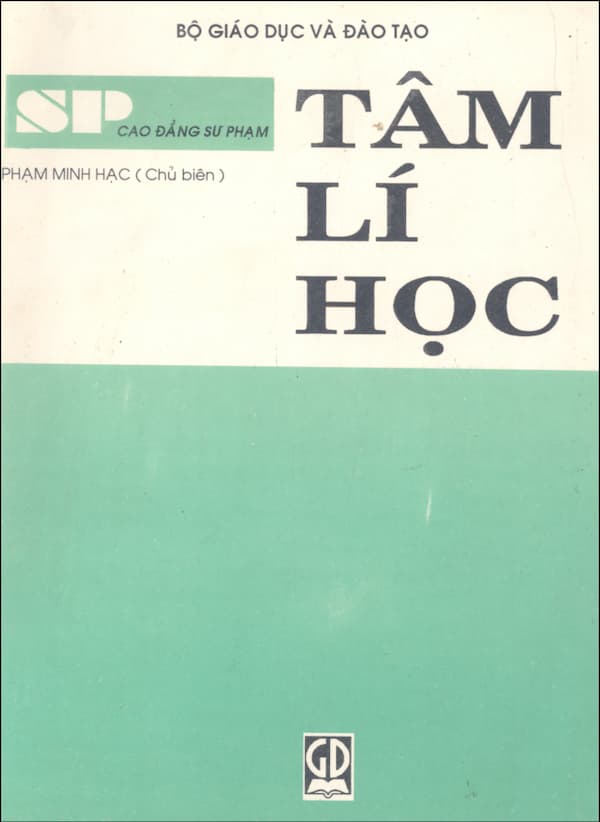 BỘ GIÁO DỤC VÀ ĐÀO TẠO
SP
CAO ĐẲNG SƯ PHẠM
PHẠM MINH HẠC ( Chủ biên )
TÂM
LÍ
HỌC
GD